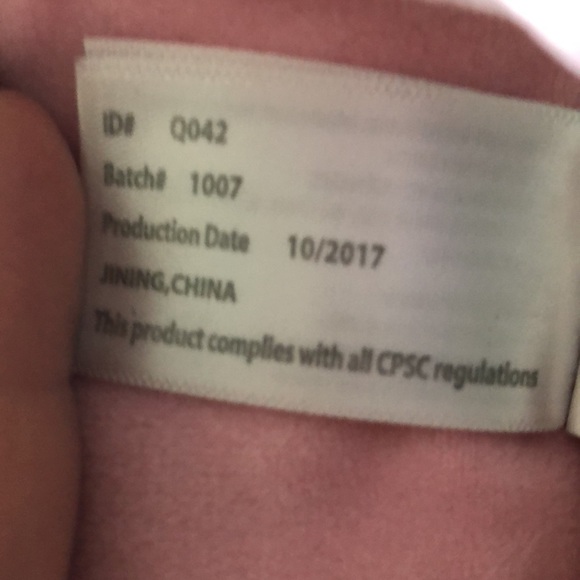 ID# Q042
Batch# 1007
Production Date 10/2017
JINING,CHINA
This product complies with all CPSC regulations